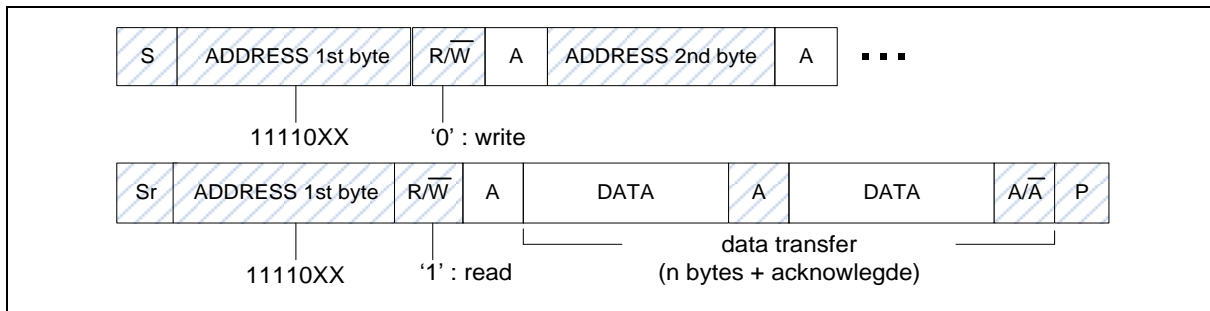 S ADDRESS 1st byte R/W̅ A ADDRESS 2nd byte A ...
11110XX '0' : write
Sr ADDRESS 1st byte R/W̅ A DATA A DATA A/A̅ P
data transfer
11110XX '1' : read (n bytes + acknowlegde)